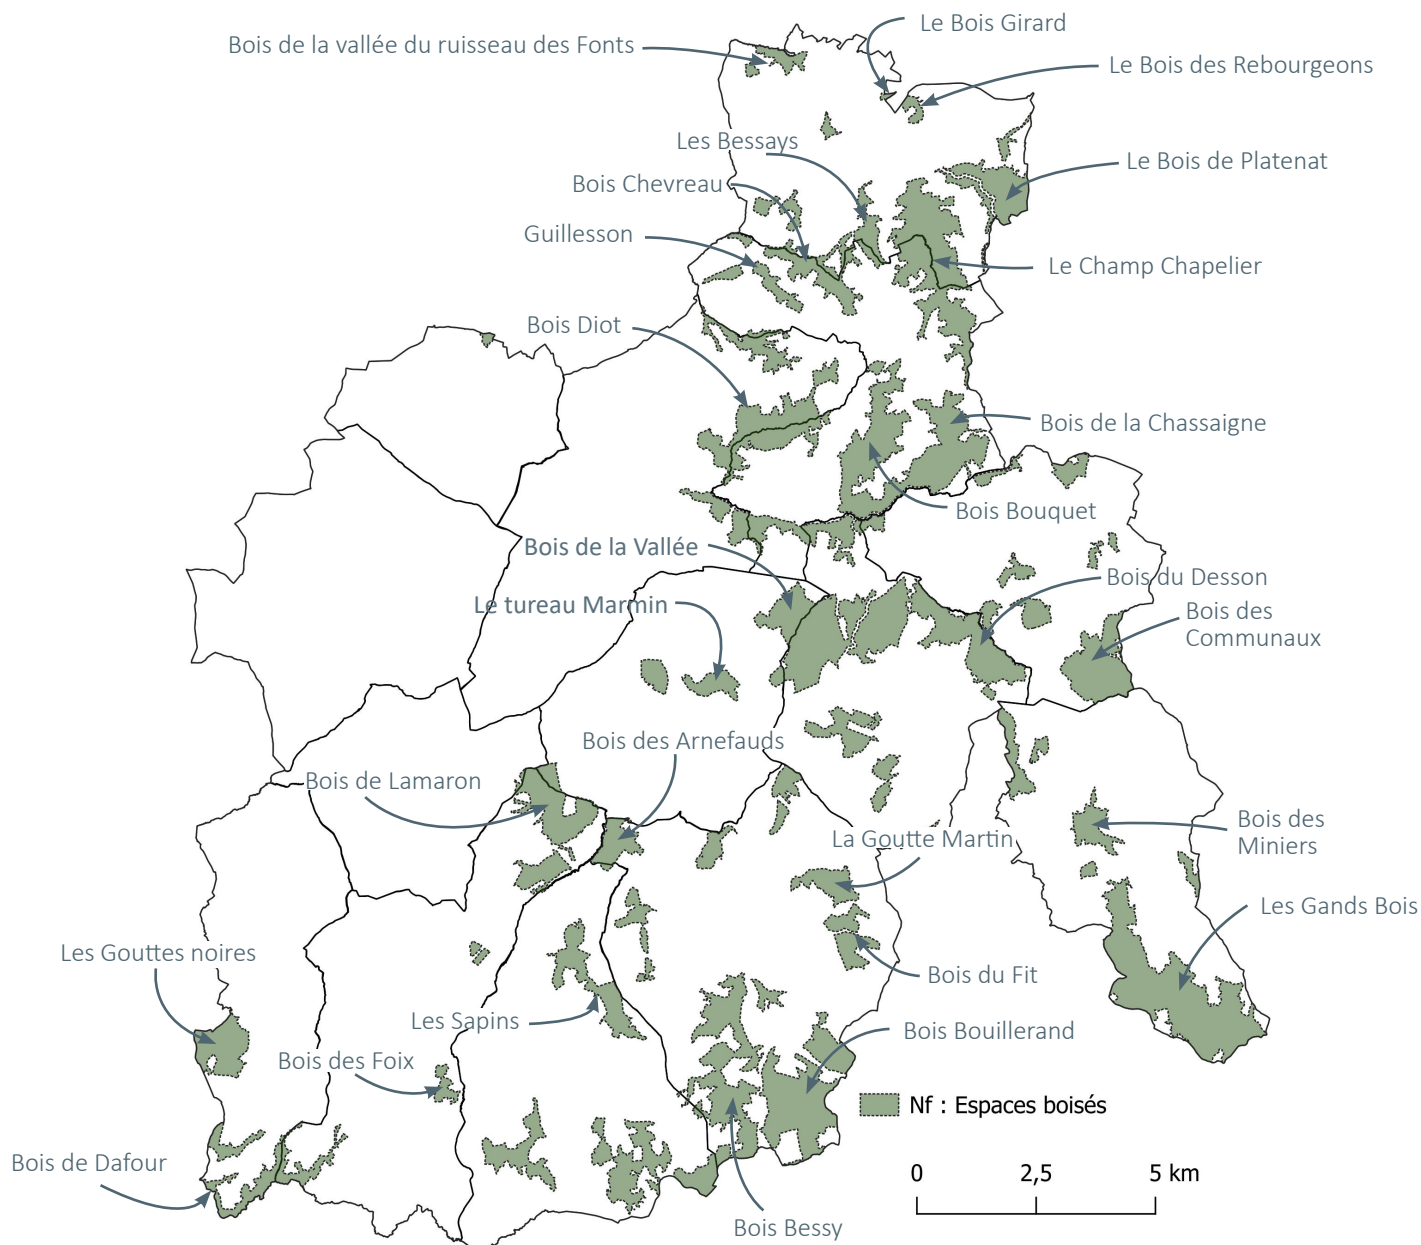 Le Bois Girard
Bois de la vallée du ruisseau des Fonts
Le Bois des Rebourgeons
Les Bessays
Le Bois de Platenat
Bois Chevreau
Guillesson
Le Champ Chapelier
Bois Diot
Bois de la Chassaigne
Bois Bouquet
Bois de la Vallée
Bois du Desson
Le tureau Marmin
Bois des
Communaux
Bois des Arnefauds
Bois de Lamaron
La Goutte Martin
Bois des
Miniers
Les Gands Bois
Les Gouttes noires
Bois du Fit
Les Sapins
Bois Bouillerand
Bois des Foix
Nf : Espaces boisés
Bois de Dafour
0 2,5 5 km
Bois Bessy